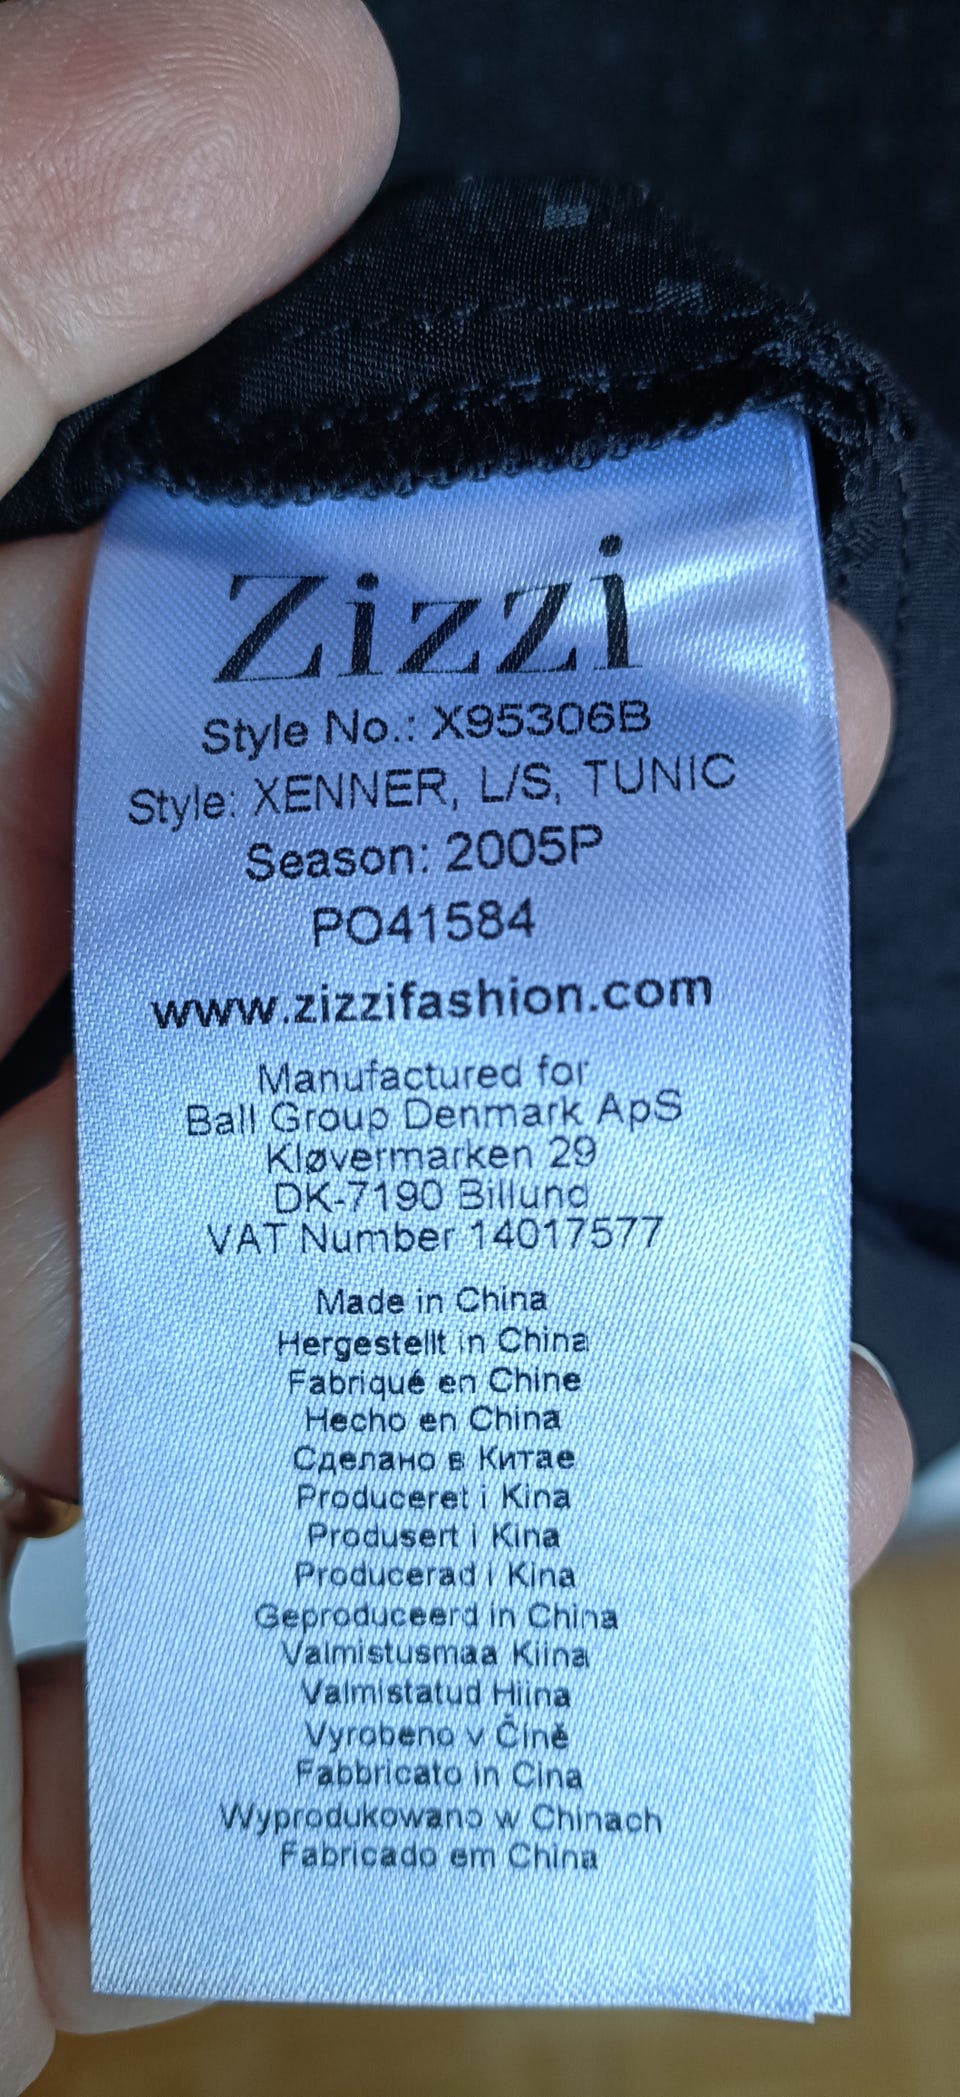 Zizzi
Style No.: X95306B
Style: XENNER, L/S, TUNIC
Season: 2005P
PO41584
www.zizzifashion.com
Manufactured for
Ball Group Denmark ApS
Kløvermarken 29
DK-7190 Billund
VAT Number 14017577
Made in China
Hergestellt in China
Fabriqué en Chine
Hecho en China
Сделано в Китае
Produceret i Kina
Produsert i Kina
Producerad i Kina
Geproduceerd in China
Valmistusmaa Kiina
Valmistatud Hiina
Vyrobeno v Číně
Fabbricato in Cina
Wyprodukowano w Chinach
Fabricado em China